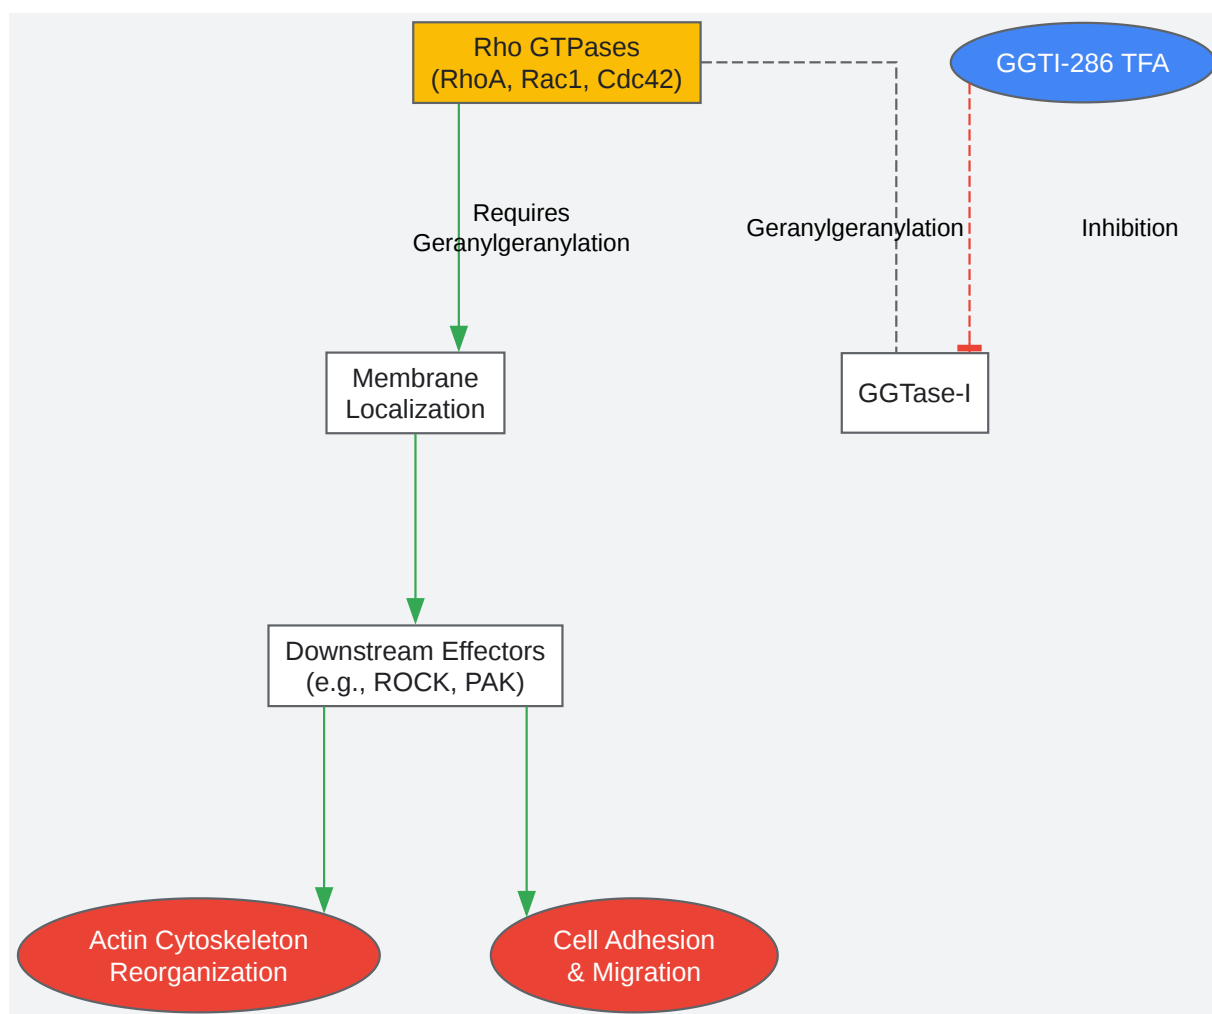 Rho GTPases
(RhoA, Rac1, Cdc42)
GGTI-286 TFA
Requires
Geranylgeranylation
Geranylgeranylation
Inhibition
Membrane
Localization
GGTase-I
Downstream Effectors
(e.g., ROCK, PAK)
Actin Cytoskeleton
Reorganization
Cell Adhesion
& Migration